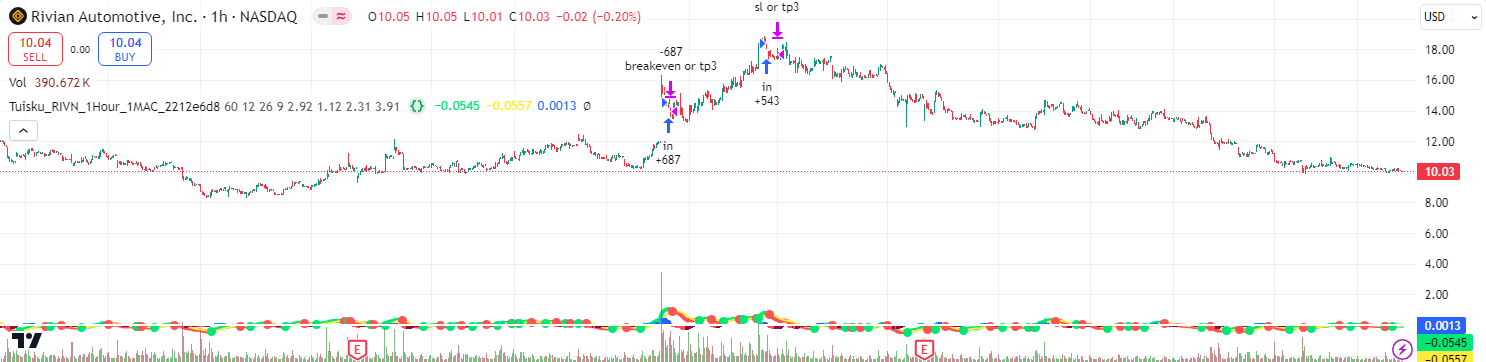 Rivian Automotive, Inc. · 1h · NASDAQ O10.05 H10.05 L10.01 C10.03 −0.02 (−0.20%)
USD
10.04 SELL 0.00 10.04 BUY
Vol 390.672 K
Tuisku_RIVN_1Hour_1MAC_2212e6d8 60 12 26 9 2.92 1.12 2.31 3.91 {} −0.0545 −0.0557 0.0013 Ø
sl or tp3
-687
breakeven or tp3
in
+687
in
+543
18.00
16.00
14.00
12.00
10.03
8.00
6.00
4.00
2.00
0.0013
−0.0545
−0.0557
E
E